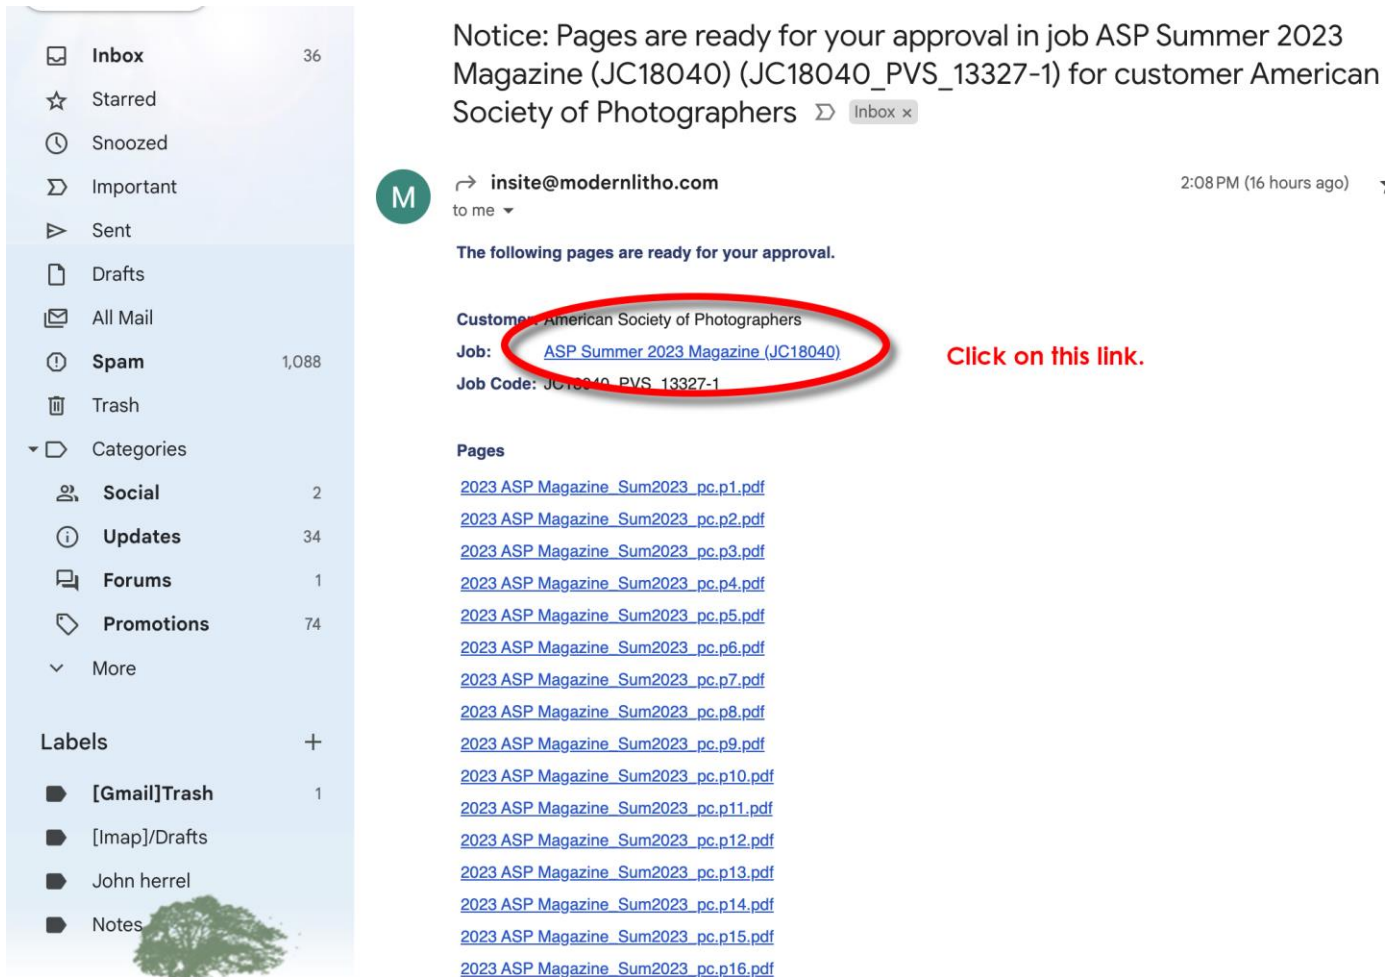 Inbox 36
Starred
Snoozed
Important
Sent
Drafts
All Mail
Spam 1,088
Trash
Categories
Social 2
Updates 34
Forums 1
Promotions 74
More
Labels
[Gmail]Trash 1
[Imap]/Drafts
John herrel
Notes
Notice: Pages are ready for your approval in job ASP Summer 2023
Magazine (JC18040) (JC18040_PVS_13327-1) for customer American
Society of Photographers Inbox x
M
insite@modernlitho.com 2:08 PM (16 hours ago)
to me
The following pages are ready for your approval.
Customer: American Society of Photographers
Job: ASP Summer 2023 Magazine (JC18040)
Click on this link.
Job Code: JC18040_PVS_13327-1
Pages
2023 ASP Magazine_Sum2023_pc.p1.pdf
2023 ASP Magazine_Sum2023_pc.p2.pdf
2023 ASP Magazine_Sum2023_pc.p3.pdf
2023 ASP Magazine_Sum2023_pc.p4.pdf
2023 ASP Magazine_Sum2023_pc.p5.pdf
2023 ASP Magazine_Sum2023_pc.p6.pdf
2023 ASP Magazine_Sum2023_pc.p7.pdf
2023 ASP Magazine_Sum2023_pc.p8.pdf
2023 ASP Magazine_Sum2023_pc.p9.pdf
2023 ASP Magazine_Sum2023_pc.p10.pdf
2023 ASP Magazine_Sum2023_pc.p11.pdf
2023 ASP Magazine_Sum2023_pc.p12.pdf
2023 ASP Magazine_Sum2023_pc.p13.pdf
2023 ASP Magazine_Sum2023_pc.p14.pdf
2023 ASP Magazine_Sum2023_pc.p15.pdf
2023 ASP Magazine_Sum2023_pc.p16.pdf